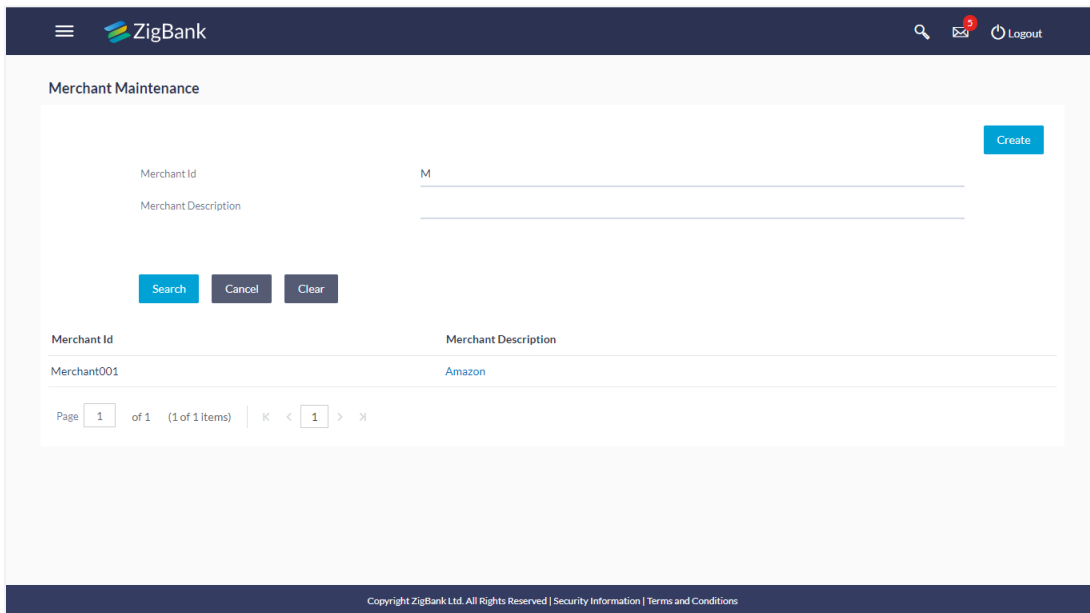 ZigBank
5
Logout
Merchant Maintenance
Create
Merchant Id M
Merchant Description
Search Cancel Clear
Merchant Id Merchant Description
Merchant001 Amazon
Page 1 of 1 (1 of 1 items) K < 1 > >|
Copyright ZigBank Ltd. All Rights Reserved | Security Information | Terms and Conditions